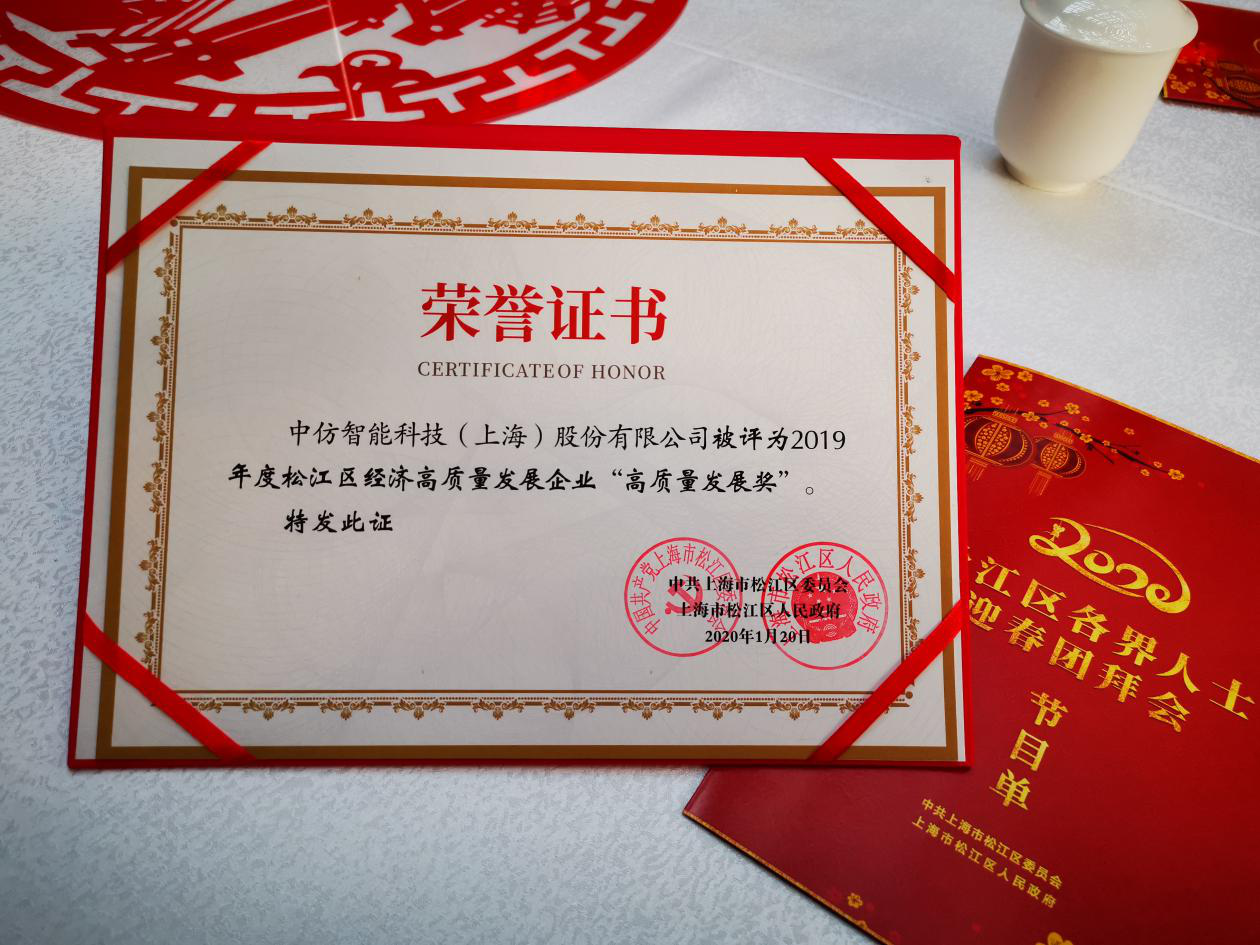 荣誉证书
CERTIFICATEOF HONOR
中仿智能科技（上海）股份有限公司被评为2019
年度松江区经济高质量发展企业“高质量发展奖”。
特发此证
中共上海市松江区委员会
上海市松江区人民政府
2020年1月20日
2020
江区各界人士
迎春团拜会
节目单
中共上海市松江区委员会
上海市松江区人民政府